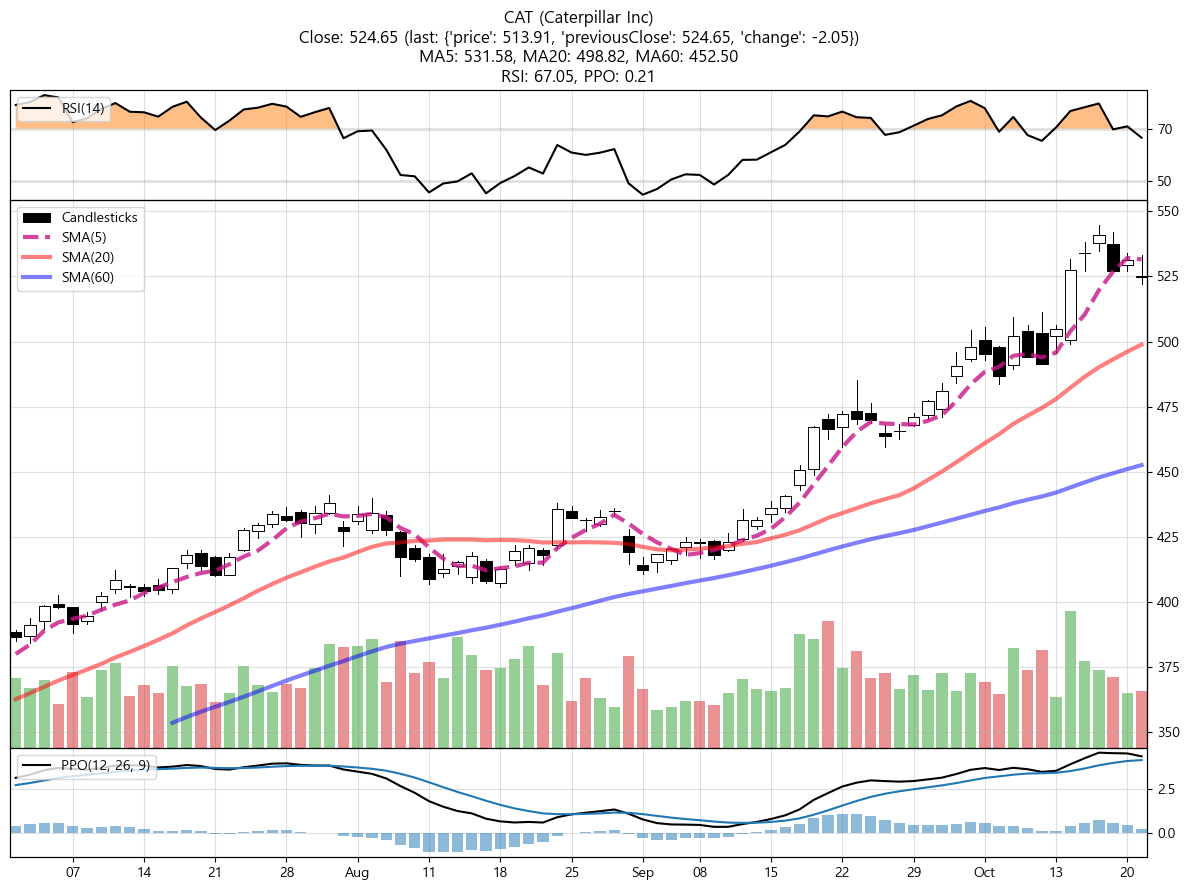 CAT (Caterpillar Inc)
Close: 524.65 (last: {'price': 513.91, 'previousClose': 524.65, 'change': -2.05})
MA5: 531.58, MA20: 498.82, MA60: 452.50
RSI: 67.05, PPO: 0.21
RSI(14)
70
50
Candlesticks
SMA(5)
SMA(20)
SMA(60)
550
525
500
475
450
425
400
375
350
PPO(12, 26, 9)
2.5
0.0
07 14 21 28 Aug 11 18 25 Sep 08 15 22 29 Oct 13 20